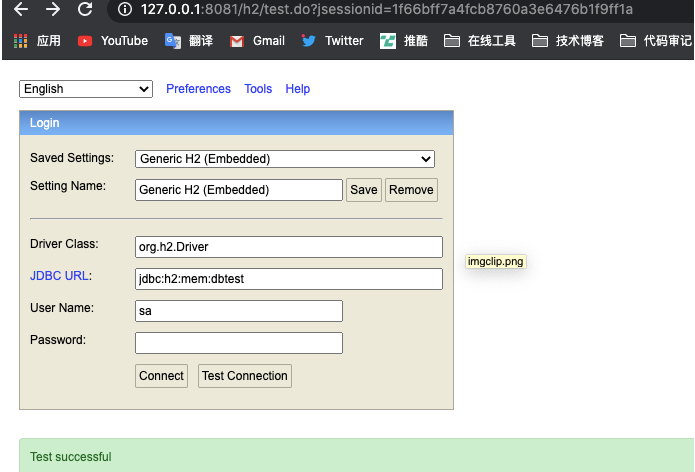 127.0.0.1:8081/h2/test.do?jsessionid=1f66bff7a4fcb8760a3e6476b1f9ff1a
应用 YouTube 翻译 Gmail Twitter 推酷 在线工具 技术博客 代码审记
English Preferences Tools Help
Login
Saved Settings: Generic H2 (Embedded)
Setting Name: Generic H2 (Embedded) Save Remove
Driver Class: org.h2.Driver
imgclip.png
JDBC URL: jdbc:h2:mem:dbtest
User Name: sa
Password:
Connect Test Connection
Test successful